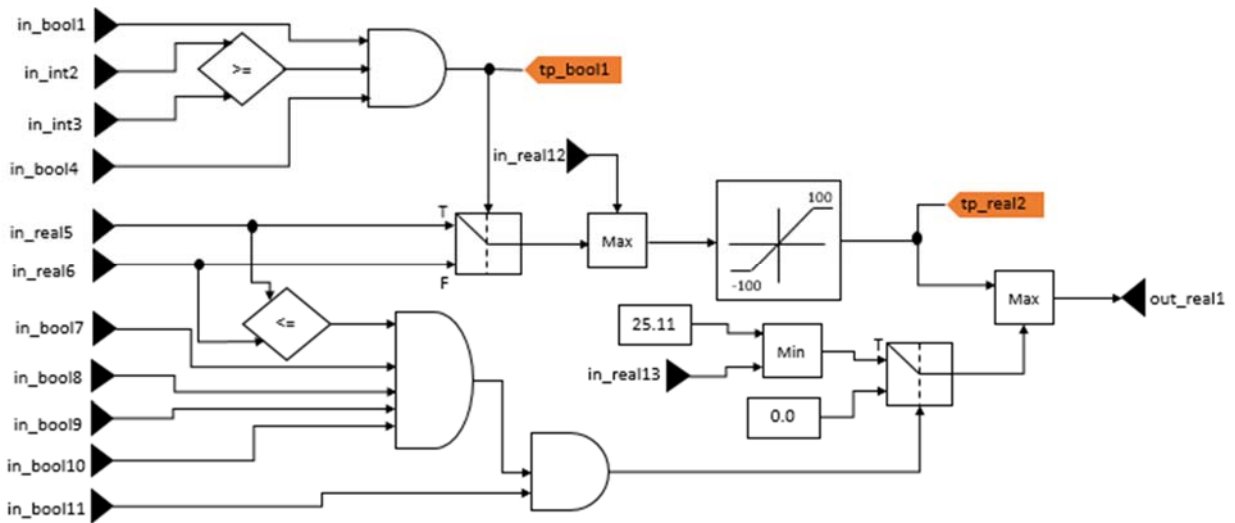 in_bool1
in_int2
>=
tp_bool1
in_int3
in_bool4
in_real12
in_real5
T
Max
100
-100
tp_real2
in_real6
F
<=
Max
out_real1
in_bool7
25.11
Min
T
in_real13
in_bool8
in_bool9
0.0
in_bool10
in_bool11